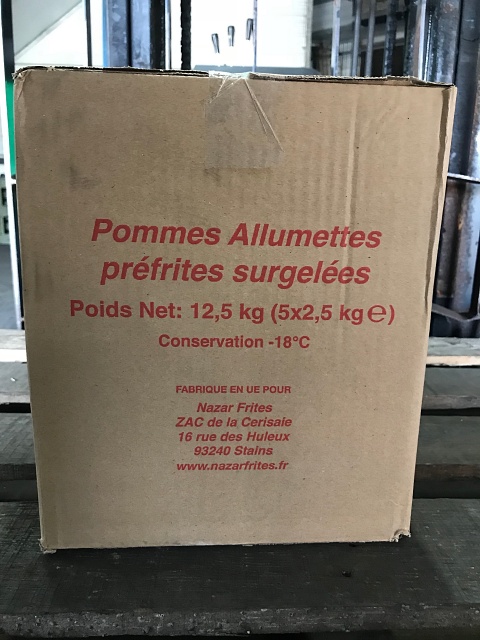 Pommes Allumettes
préfrites surgelées
Poids Net: 12,5 kg (5x2,5 kg℮)
Conservation -18°C
FABRIQUE EN UE POUR
Nazar Frites
ZAC de la Cerisaie
16 rue des Huleux
93240 Stains
www.nazarfrites.fr